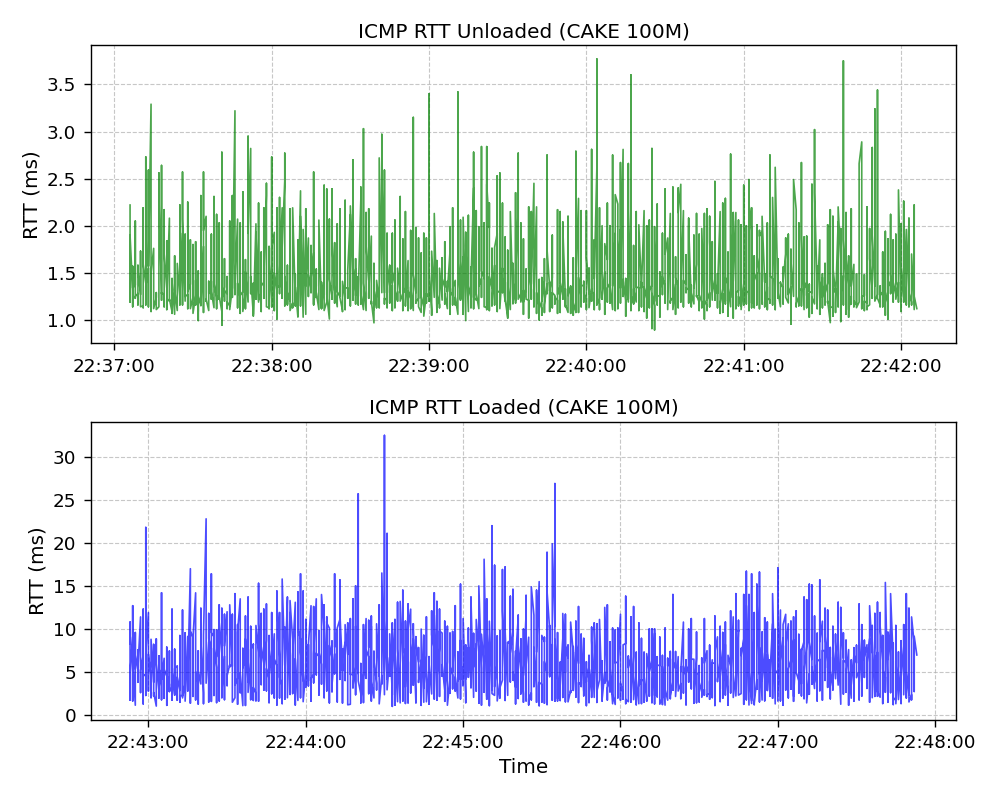 ICMP RTT Unloaded (CAKE 100M)
RTT (ms)
3.5
3.0
2.5
2.0
1.5
1.0
22:37:00 22:38:00 22:39:00 22:40:00 22:41:00 22:42:00
ICMP RTT Loaded (CAKE 100M)
RTT (ms)
30
25
20
15
10
5
0
22:43:00 22:44:00 22:45:00 22:46:00 22:47:00 22:48:00
Time